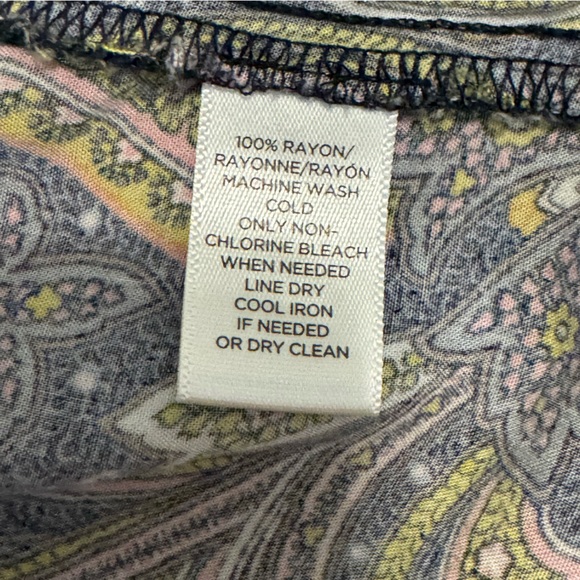 100% RAYON/
RAYONNE/RAYÓN
MACHINE WASH
COLD
ONLY NON-
CHLORINE BLEACH
WHEN NEEDED
LINE DRY
COOL IRON
IF NEEDED
OR DRY CLEAN